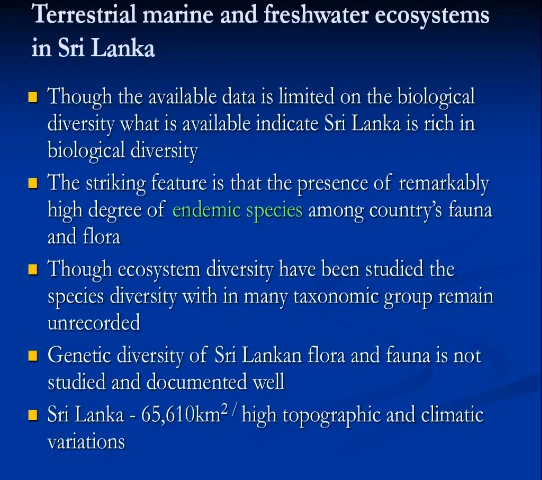 Terrestrial marine and freshwater ecosystems
in Sri Lanka
Though the available data is limited on the biological
diversity what is available indicate Sri Lanka is rich in
biological diversity
The striking feature is that the presence of remarkably
high degree of endemic species among country's fauna
and flora
Though ecosystem diversity have been studied the
species diversity with in many taxonomic group remain
unrecorded
Genetic diversity of Sri Lankan flora and fauna is not
studied and documented well
Sri Lanka - 65,610km² / high topographic and climatic
variations